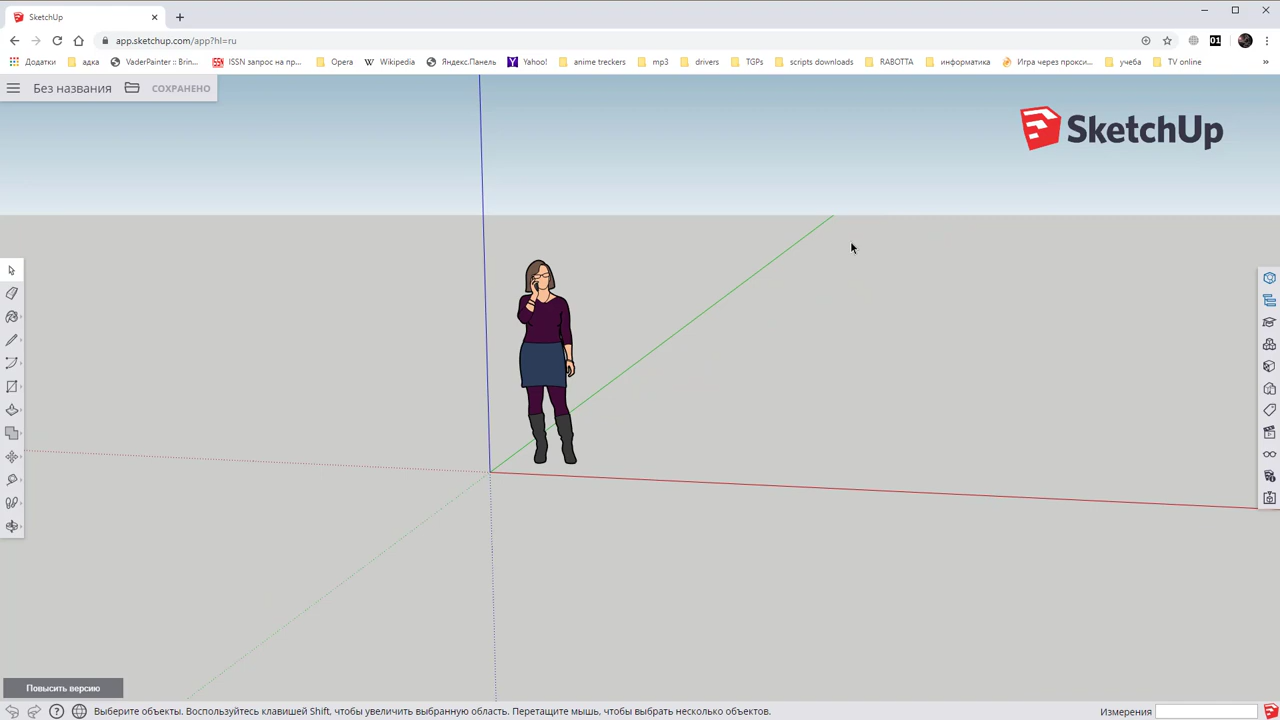 SketchUp
app.sketchup.com/app?hl=ru
01
Додатки адка VaderPainter :: Brin... ISSN запрос на пр... Opera Wikipedia Яндекс.Панель Yahoo! anime treckers mp3 drivers TGPs scripts downloads RABOTTA информатика Игра через прокси... учеба TV online
Без названия СОХРАНЕНО
SketchUp
Повысить версию
Выберите объекты. Воспользуйтесь клавишей Shift, чтобы увеличить выбранную область. Перетащите мышь, чтобы выбрать несколько объектов. Измерения